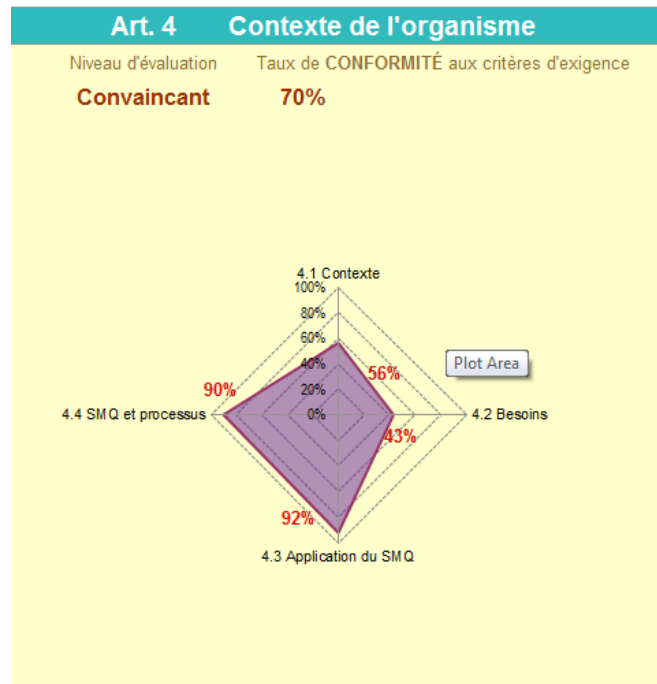 Art. 4 Contexte de l'organisme
Niveau d'évaluation Taux de CONFORMITÉ aux critères d'exigence
Convaincant 70%
4.1 Contexte
100%
80%
60%
40%
20%
0%
56%
Plot Area
90%
4.4 SMQ et processus
4.2 Besoins
43%
92%
4.3 Application du SMQ